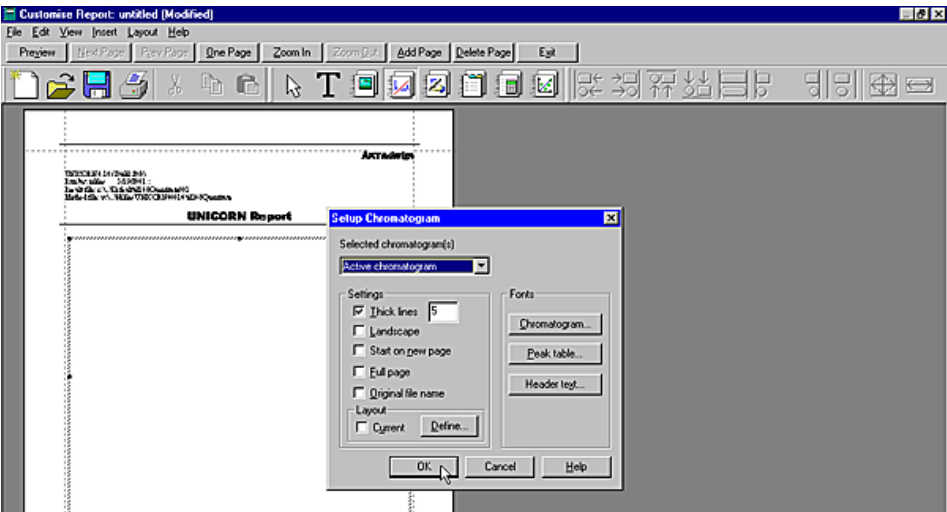 Customise Report: untitled (Modified)
File Edit View Insert Layout Help
Preview Next Page Prev Page One Page Zoom In Zoom Out Add Page Delete Page Exit
T
UNICORN Report
Setup Chromatogram
Selected chromatogram(s)
Active chromatogram
Settings
Thick lines 5
Landscape
Start on new page
Full page
Original file name
Layout
Current Define...
Fonts
Chromatogram...
Peak table...
Header text...
OK Cancel Help